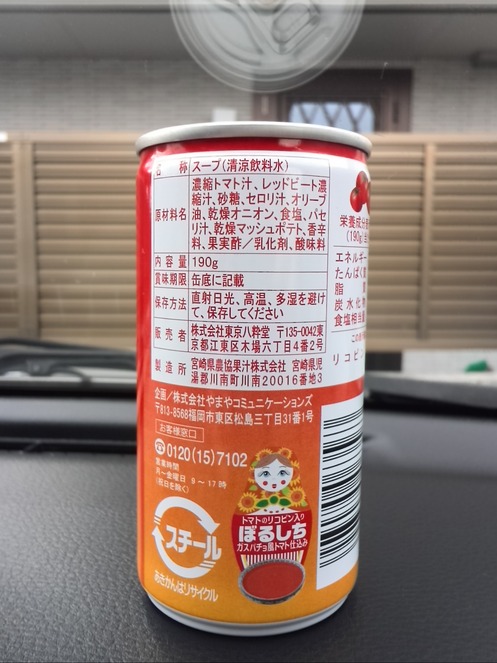 名称 スープ(清涼飲料水)
原材料名 濃縮トマト汁、レッドビート濃
縮汁、砂糖、セロリ汁、オリーブ
油、乾燥オニオン、食塩、パセ
リ汁、乾燥マッシュポテト、香辛
料、果実酢/乳化剤、酸味料
内容量 190g
賞味期限 缶底に記載
保存方法 直射日光、高温、多湿を避け
て、保存してください
販売者 株式会社東京八粋堂 〒135-0042東
京都江東区木場六丁目4番2号
製造所 宮崎県農協果汁株式会社 宮崎県児
湯郡川南町川南20016番地3
企画/株式会社やまやコミュニケーションズ
〒813-8568福岡市東区松島三丁目31番1号
お客様窓口
0120(15)7102
営業時間
月～金曜日 9～17時
(祝日を除く)
スチール
あきかんはリサイクル
トマトのリコピン入り
ぼるしち
ガスパチョ風トマト仕込み
栄養成分
(190g)
エネルギー
たんぱく
脂
炭水化
食塩相当
リコピ